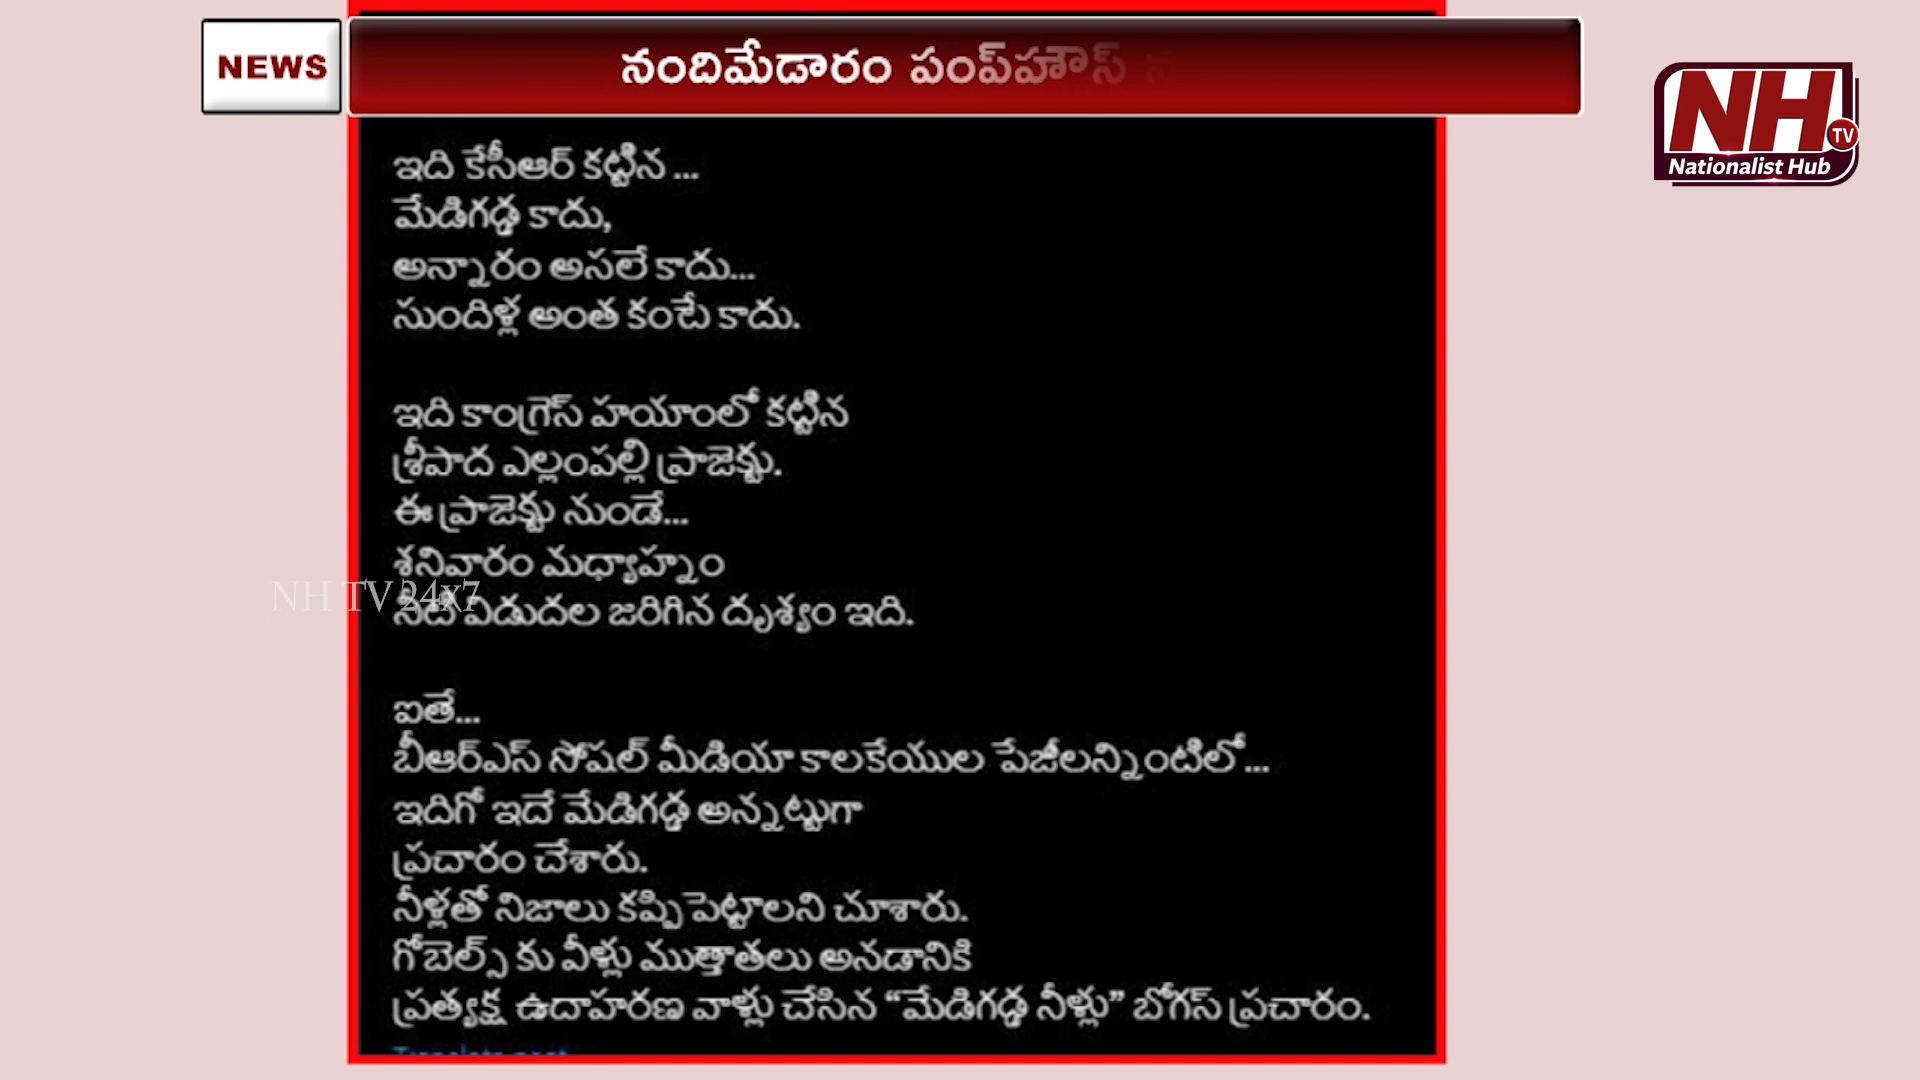 NEWS
నందిమేడారం పంప్‌హౌస్
NH TV
Nationalist Hub
ఇది కేసీఆర్ కట్టిన ...
మేడిగడ్డ కాదు,
అన్నారం అసలే కాదు...
సుందిళ్ల అంత కంటే కాదు.
ఇది కాంగ్రెస్ హయాంలో కట్టిన
శ్రీపాద ఎల్లంపల్లి ప్రాజెక్టు.
ఈ ప్రాజెక్టు నుండే...
శనివారం మధ్యాహ్నం
NH TV 24x7
నీటి విడుదల జరిగిన దృశ్యం ఇది.
ఐతే...
బీఆర్ఎస్ సోషల్ మీడియా కాలకేయుల పేజీలన్నింటిలో ...
ఇదిగో ఇదే మేడిగడ్డ అన్నట్టుగా
ప్రచారం చేశారు.
నీళ్లతో నిజాలు కప్పిపెట్టాలని చూశారు.
గోబెల్స్ కు వీళ్లు ముత్తాతలు అనడానికి
ప్రత్యక్ష ఉదాహరణ వాళ్లు చేసిన “మేడిగడ్డ నీళ్లు” బోగస్ ప్రచారం.